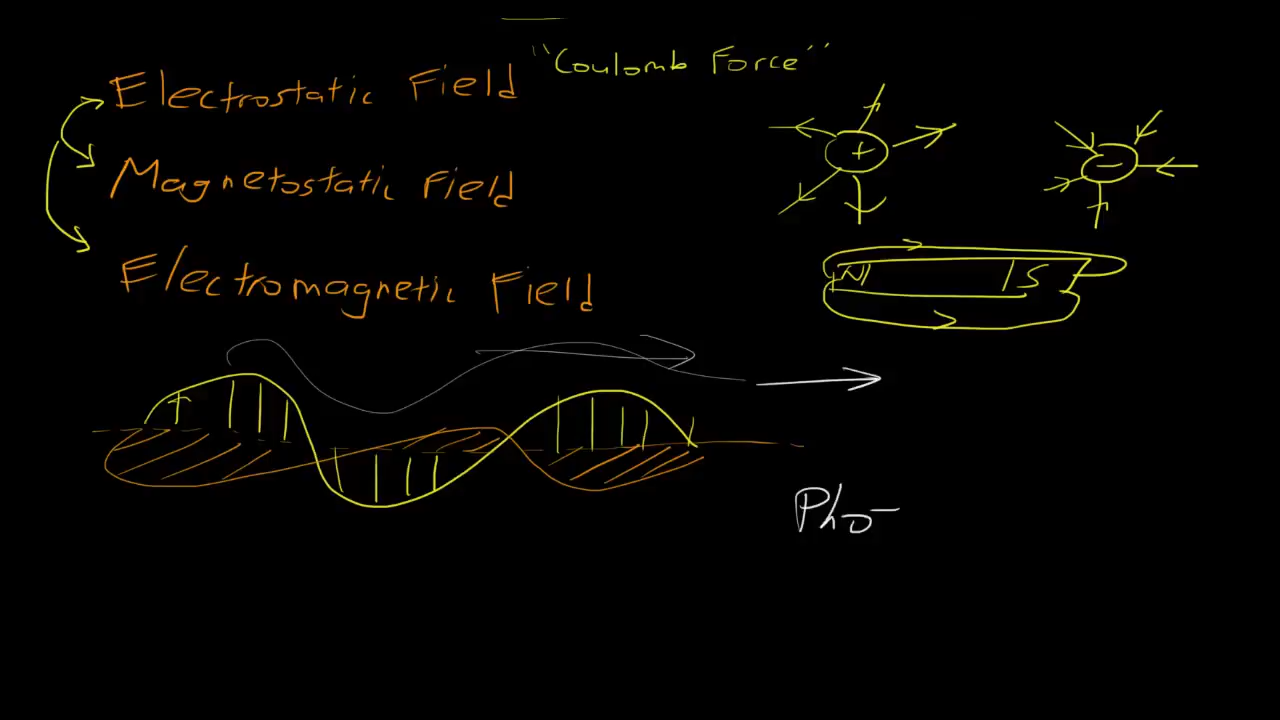 Electrostatic Field "Coulomb Force"
+
−
Magnetostatic Field
N S
Electromagnetic Field
Pho